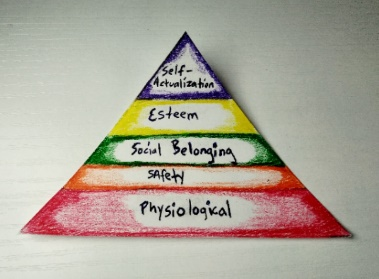 Self-
Actualization
Esteem
Social Belonging
SAfety
Physiological